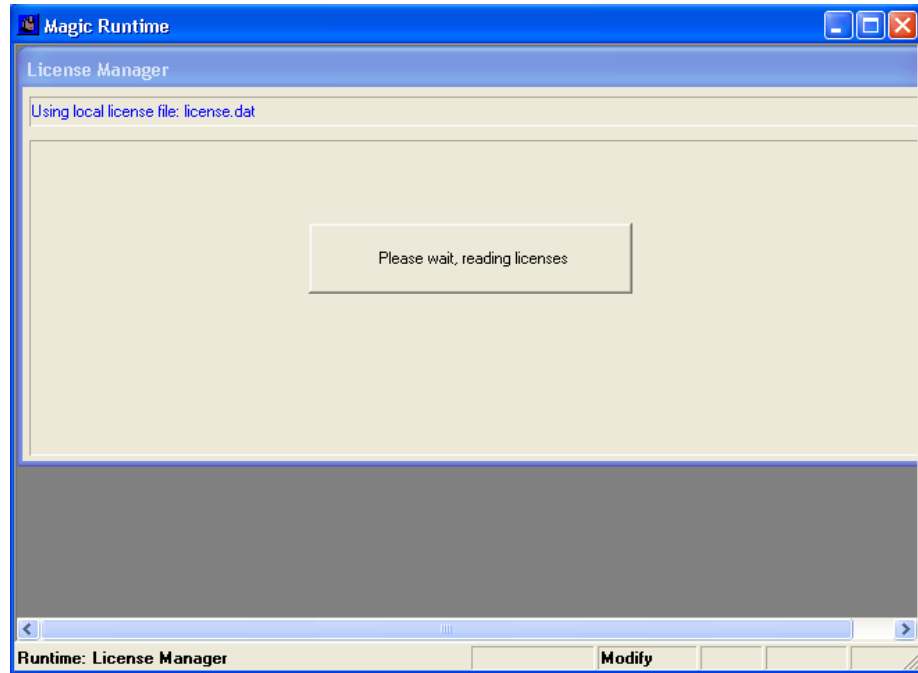 Magic Runtime
License Manager
Using local license file: license.dat
Please wait, reading licenses
Runtime: License Manager Modify